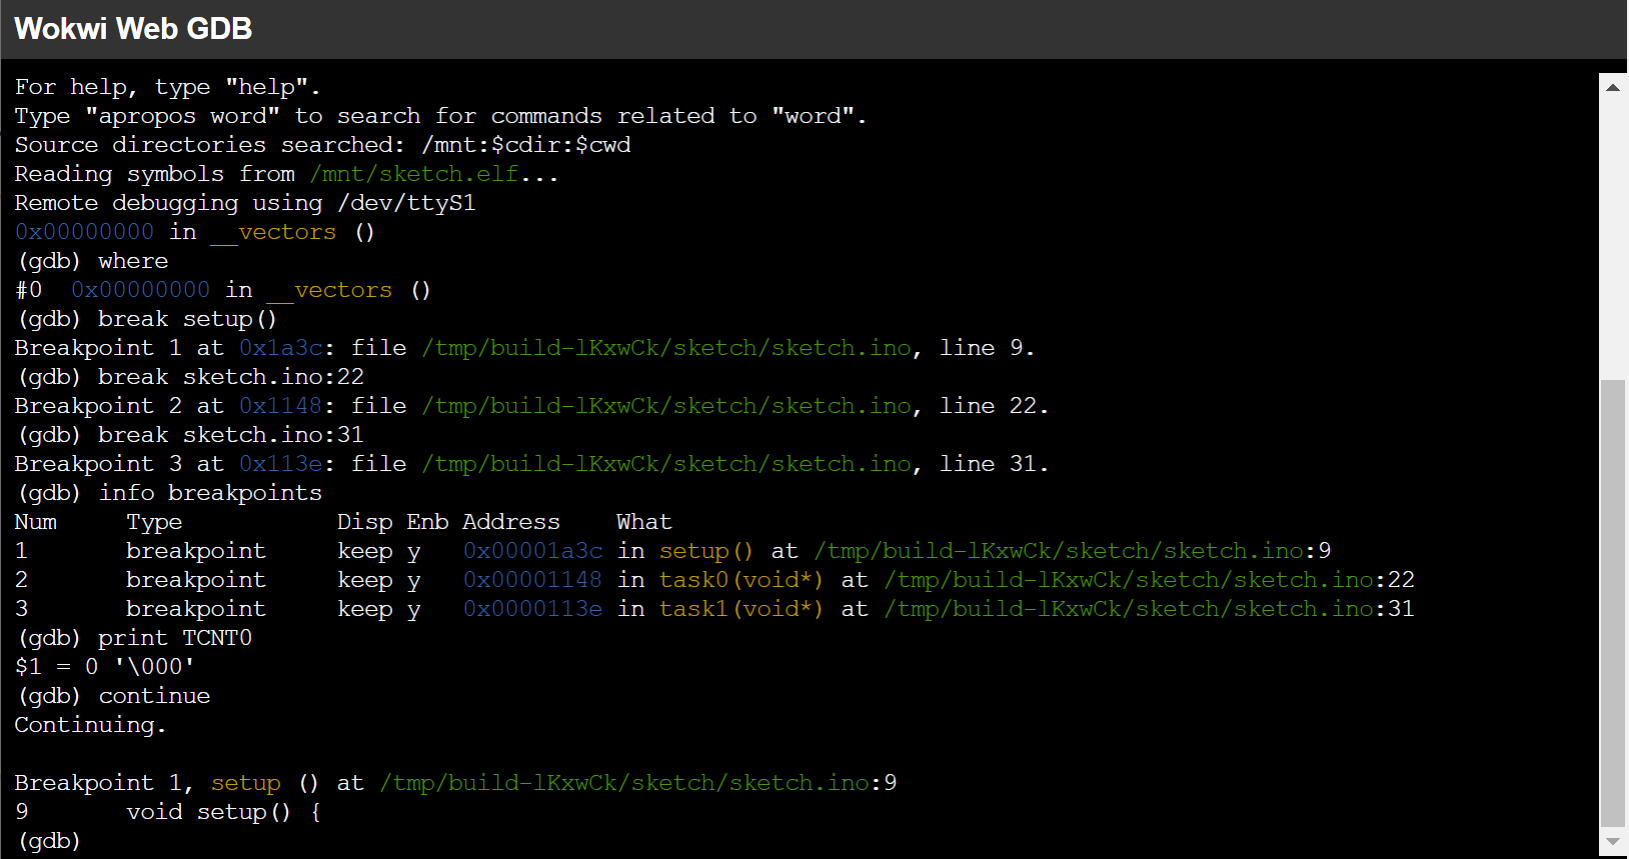 Wokwi Web GDB
For help, type "help".
Type "apropos word" to search for commands related to "word".
Source directories searched: /mnt:$cdir:$cwd
Reading symbols from /mnt/sketch.elf...
Remote debugging using /dev/ttyS1
0x00000000 in __vectors ()
(gdb) where
#0  0x00000000 in __vectors ()
(gdb) break setup()
Breakpoint 1 at 0x1a3c: file /tmp/build-lKxwCk/sketch/sketch.ino, line 9.
(gdb) break sketch.ino:22
Breakpoint 2 at 0x1148: file /tmp/build-lKxwCk/sketch/sketch.ino, line 22.
(gdb) break sketch.ino:31
Breakpoint 3 at 0x113e: file /tmp/build-lKxwCk/sketch/sketch.ino, line 31.
(gdb) info breakpoints
Num     Type           Disp Enb Address    What
1       breakpoint     keep y   0x00001a3c in setup() at /tmp/build-lKxwCk/sketch/sketch.ino:9
2       breakpoint     keep y   0x00001148 in task0(void*) at /tmp/build-lKxwCk/sketch/sketch.ino:22
3       breakpoint     keep y   0x0000113e in task1(void*) at /tmp/build-lKxwCk/sketch/sketch.ino:31
(gdb) print TCNT0
$1 = 0 '\000'
(gdb) continue
Continuing.

Breakpoint 1, setup () at /tmp/build-lKxwCk/sketch/sketch.ino:9
9       void setup() {
(gdb)